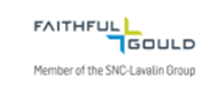 FAITHFUL
GOULD
Member of the SNC-Lavalin Group